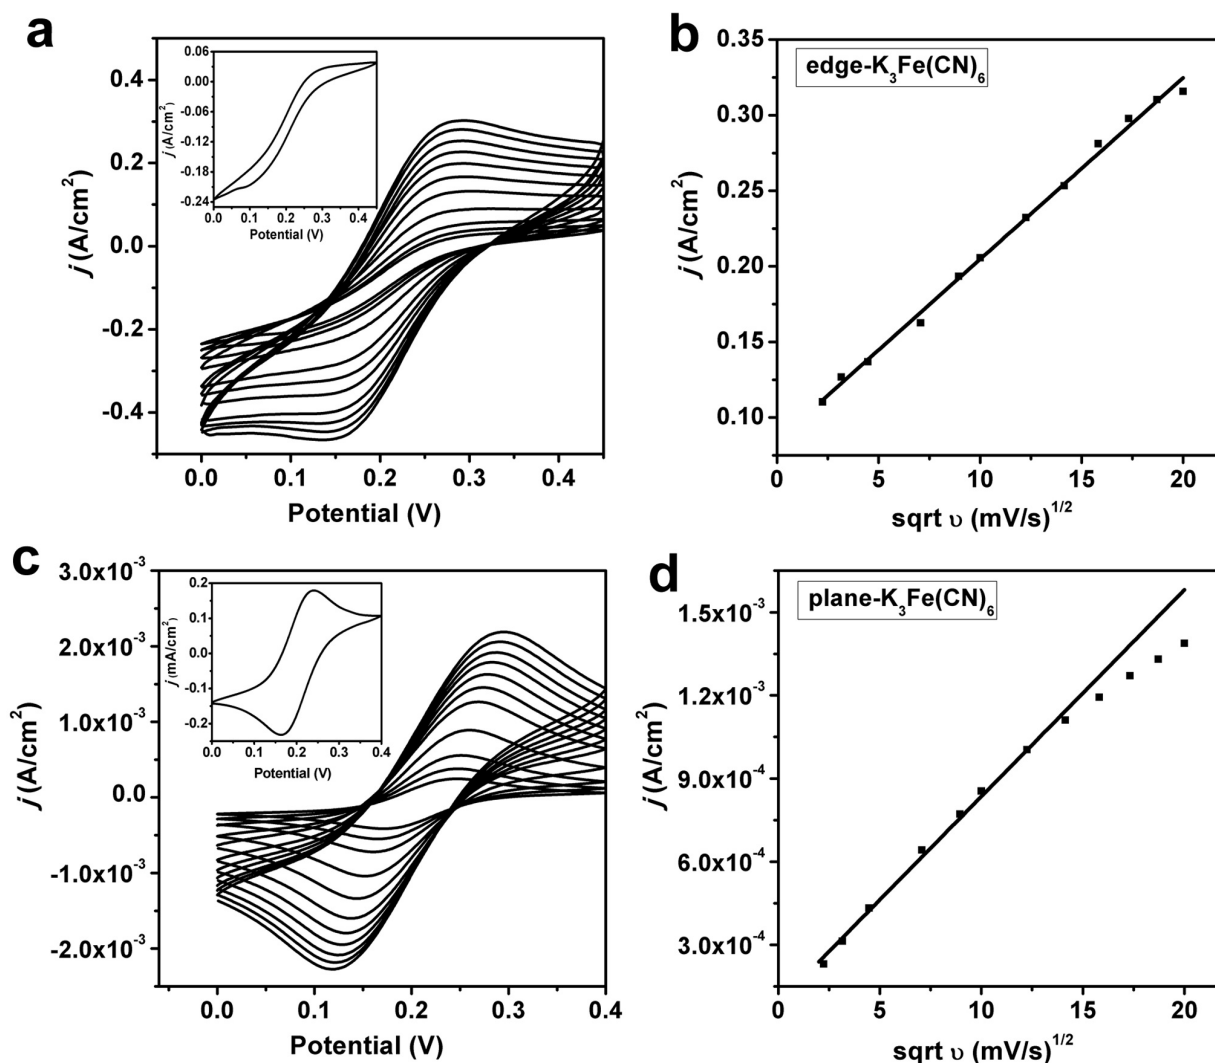 a
0.4
0.2
0.0
-0.2
-0.4
j (A/cm²)
0.0 0.1 0.2 0.3 0.4
Potential (V)
0.06
0.00
-0.06
-0.12
-0.18
-0.24
j (A/cm²)
0.0 0.1 0.2 0.3 0.4
Potential (V)
b
edge-K₃Fe(CN)₆
0.35
0.30
0.25
0.20
0.15
0.10
j (A/cm²)
0 5 10 15 20
sqrt υ (mV/s)^1/2
c
3.0x10⁻³
2.0x10⁻³
1.0x10⁻³
0.0
-1.0x10⁻³
-2.0x10⁻³
j (A/cm²)
0.0 0.1 0.2 0.3 0.4
Potential (V)
0.2
0.1
0.0
-0.1
-0.2
j (mA/cm²)
0.0 0.1 0.2 0.3 0.4
Potential (V)
d
plane-K₃Fe(CN)₆
1.5x10⁻³
1.2x10⁻³
9.0x10⁻⁴
6.0x10⁻⁴
3.0x10⁻⁴
j (A/cm²)
0 5 10 15 20
sqrt υ (mV/s)^1/2